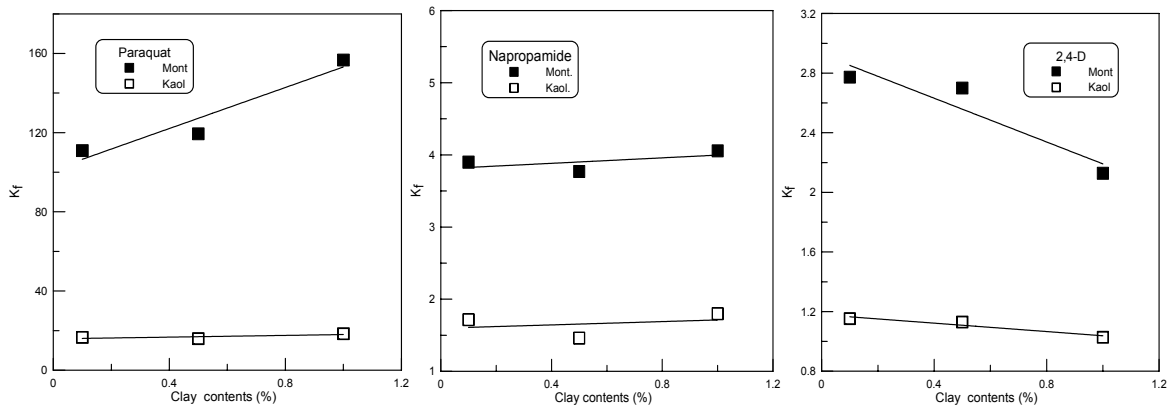 Paraquat
Mont
Kaol
160
120
80
40
0
K_f
0
0.4
0.8
1.2
Clay contents (%)
Napropamide
Mont.
Kaol.
6
5
4
3
2
1
K_f
0
0.4
0.8
1.2
Clay contents (%)
2,4-D
Mont
Kaol
3.2
2.8
2.4
2
1.6
1.2
0.8
K_f
0
0.4
0.8
1.2
Clay contents (%)